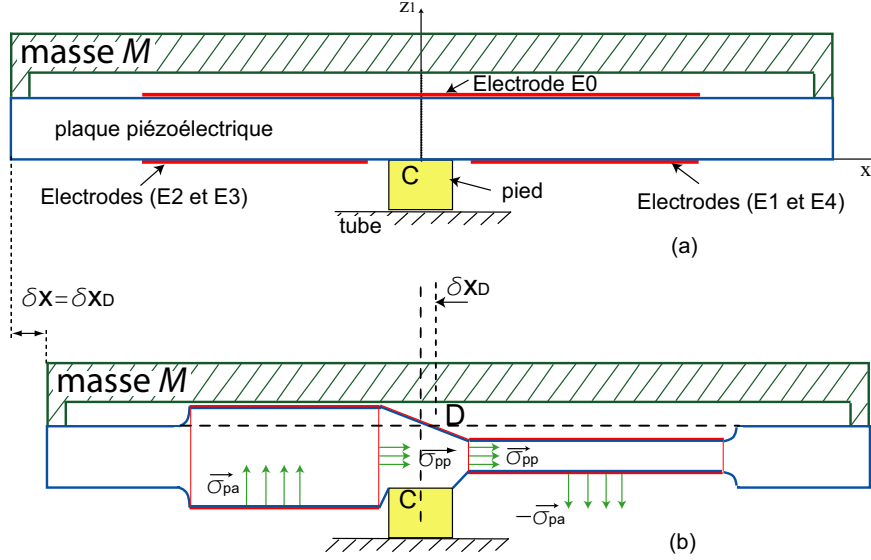 z1
masse M
Electrode E0
plaque piézoélectrique
C
x
Electrodes (E2 et E3)
pied
Electrodes (E1 et E4)
tube
(a)
δx=δxD
δxD
masse M
D
σpa
σpp
σpp
C
-σpa
(b)